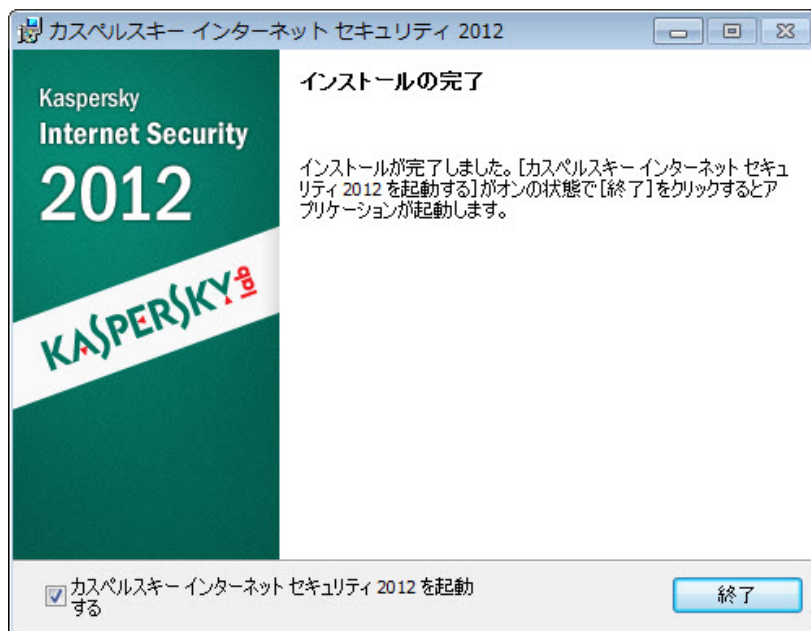 カスペルスキー インターネット セキュリティ 2012
Kaspersky
Internet Security
2012
KASPERSKY lab
インストールの完了
インストールが完了しました。[カスペルスキー インターネット セキュ
リティ 2012 を起動する]がオンの状態で[終了]をクリックするとア
プリケーションが起動します。
カスペルスキー インターネット セキュリティ 2012 を起動
する
終了